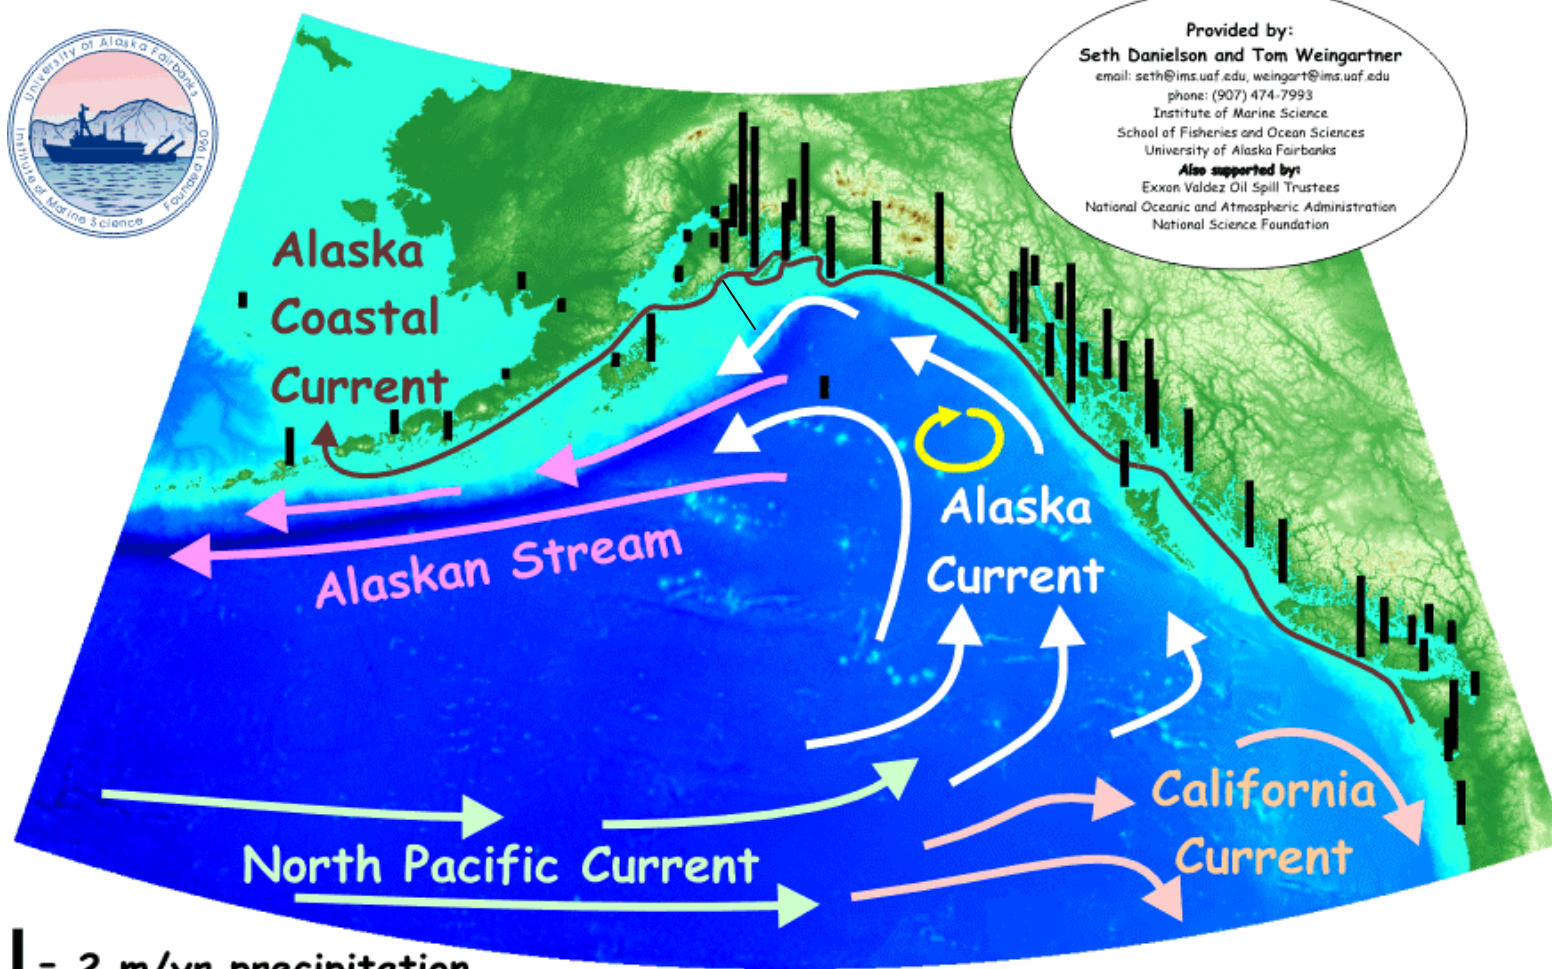 University of Alaska Fairbanks
Institute of Marine Science
Founded 1960
Provided by:
Seth Danielson and Tom Weingartner
email: seth@ims.uaf.edu, weingart@ims.uaf.edu
phone: (907) 474-7993
Institute of Marine Science
School of Fisheries and Ocean Sciences
University of Alaska Fairbanks
Also supported by:
Exxon Valdez Oil Spill Trustees
National Oceanic and Atmospheric Administration
National Science Foundation
Alaska
Coastal
Current
Alaska
Current
Alaskan Stream
California
Current
North Pacific Current
= 2 m/yr precipitation